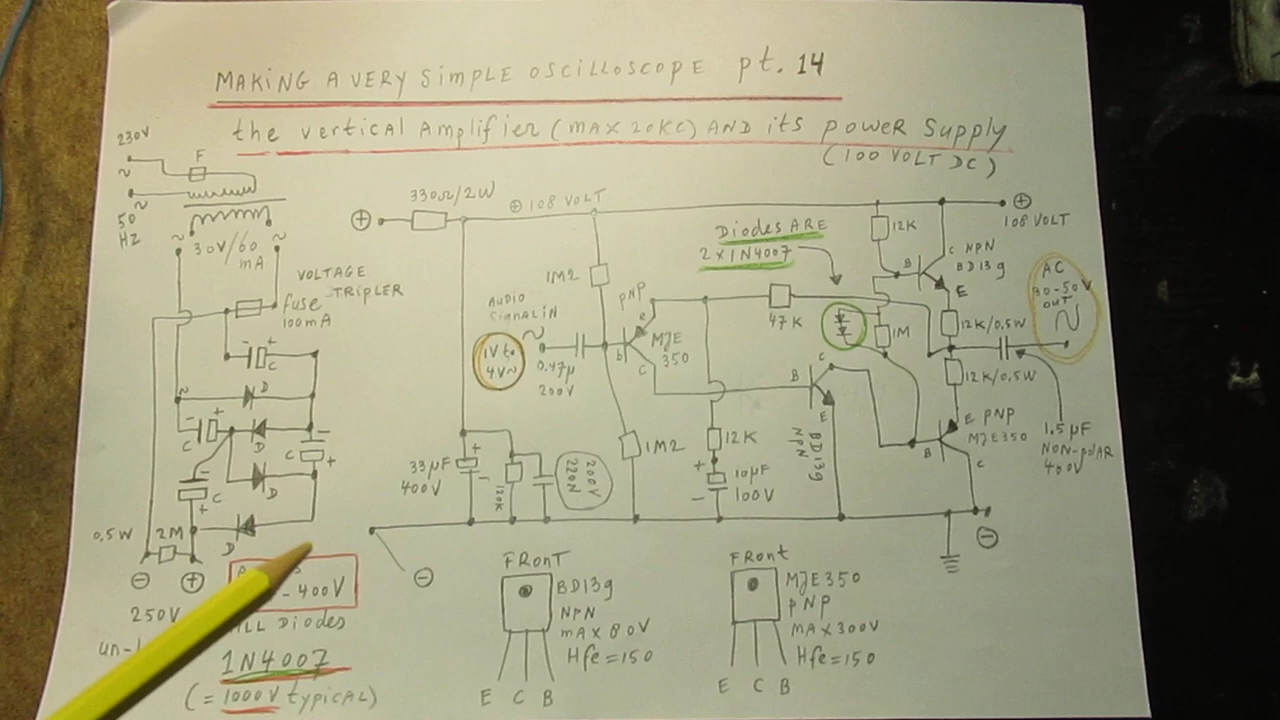 MAKING A VERY SIMPLE OSCILLOSCOPE pt. 14
the vertical Amplifier (MAX 20KC) AND its power Supply
(100 VOLT DC)
230V
F
~
~
50
HZ
~
~
30V/60
mA
VOLTAGE
TRIPLER
fuse
100mA
- +
C
~
D
- +
C
D
-
C
+
-
C
+
D
D
0,5W
2M
⊖
⊕
250V
- 400V
ALL Diodes
1N4007
(= 1000V typical)
⊕
330Ω/2W
⊕ 108 VOLT
⊕
108 VOLT
Diodes ARE
2 x 1N4007
12K
C
NPN
BD139
B
E
AC
30-50V
out
1M2
AUDIO
SIGNAL iN
1V to
4V~
0.47µ
200V
pNP
e
b
C
MJE
350
47K
1M
12K/0.5W
12K/0.5W
C
B
E
BD139
NPN
E
PNP
MJE350
B
C
1.5µF
NON-polAR
400V
1M2
12K
+
-
10µF
100V
+
-
33µF
400V
120K
200V
220N
⊖
⊖
FRONT
BD139
NPN
mAX 80V
Hfe=150
E C B
FRONt
MJE350
pNP
MAX 300V
Hfe=150
E C B